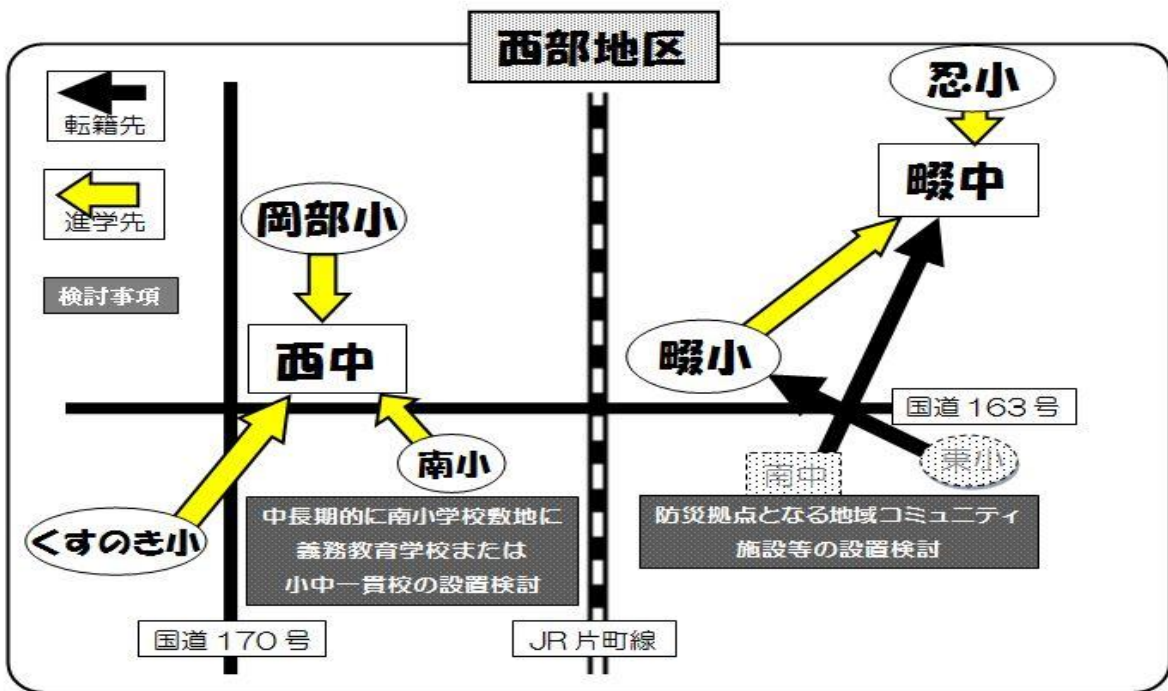 西部地区
転籍先
進学先
検討事項
忍小
畷中
岡部小
西中
畷小
国道163号
南小
南中
東小
くすのき小
中長期的に南小学校敷地に
義務教育学校または
小中一貫校の設置検討
防災拠点となる地域コミュニティ
施設等の設置検討
国道170号
JR片町線